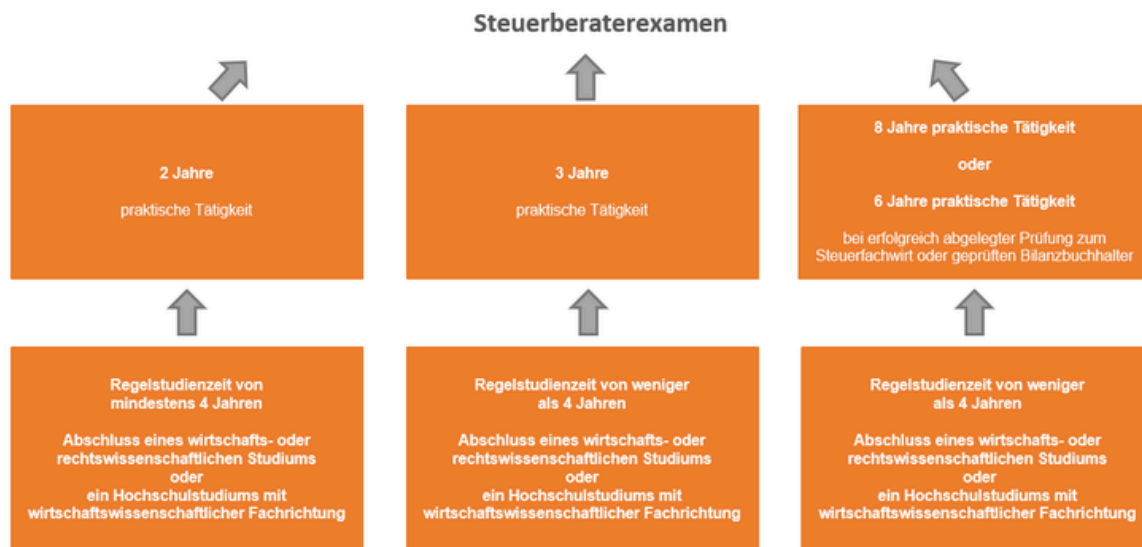 Steuerberaterexamen
2 Jahre
praktische Tätigkeit
3 Jahre
praktische Tätigkeit
8 Jahre praktische Tätigkeit
oder
6 Jahre praktische Tätigkeit
bei erfolgreich abgelegter Prüfung zum
Steuerfachwirt oder geprüften Bilanzbuchhalter
Regelstudienzeit von
mindestens 4 Jahren
Abschluss eines wirtschafts- oder
rechtswissenschaftlichen Studiums
oder
ein Hochschulstudiums mit
wirtschaftswissenschaftlicher Fachrichtung
Regelstudienzeit von weniger
als 4 Jahren
Abschluss eines wirtschafts- oder
rechtswissenschaftlichen Studiums
oder
ein Hochschulstudiums mit
wirtschaftswissenschaftlicher Fachrichtung
Regelstudienzeit von weniger
als 4 Jahren
Abschluss eines wirtschafts- oder
rechtswissenschaftlichen Studiums
oder
ein Hochschulstudiums mit
wirtschaftswissenschaftlicher Fachrichtung